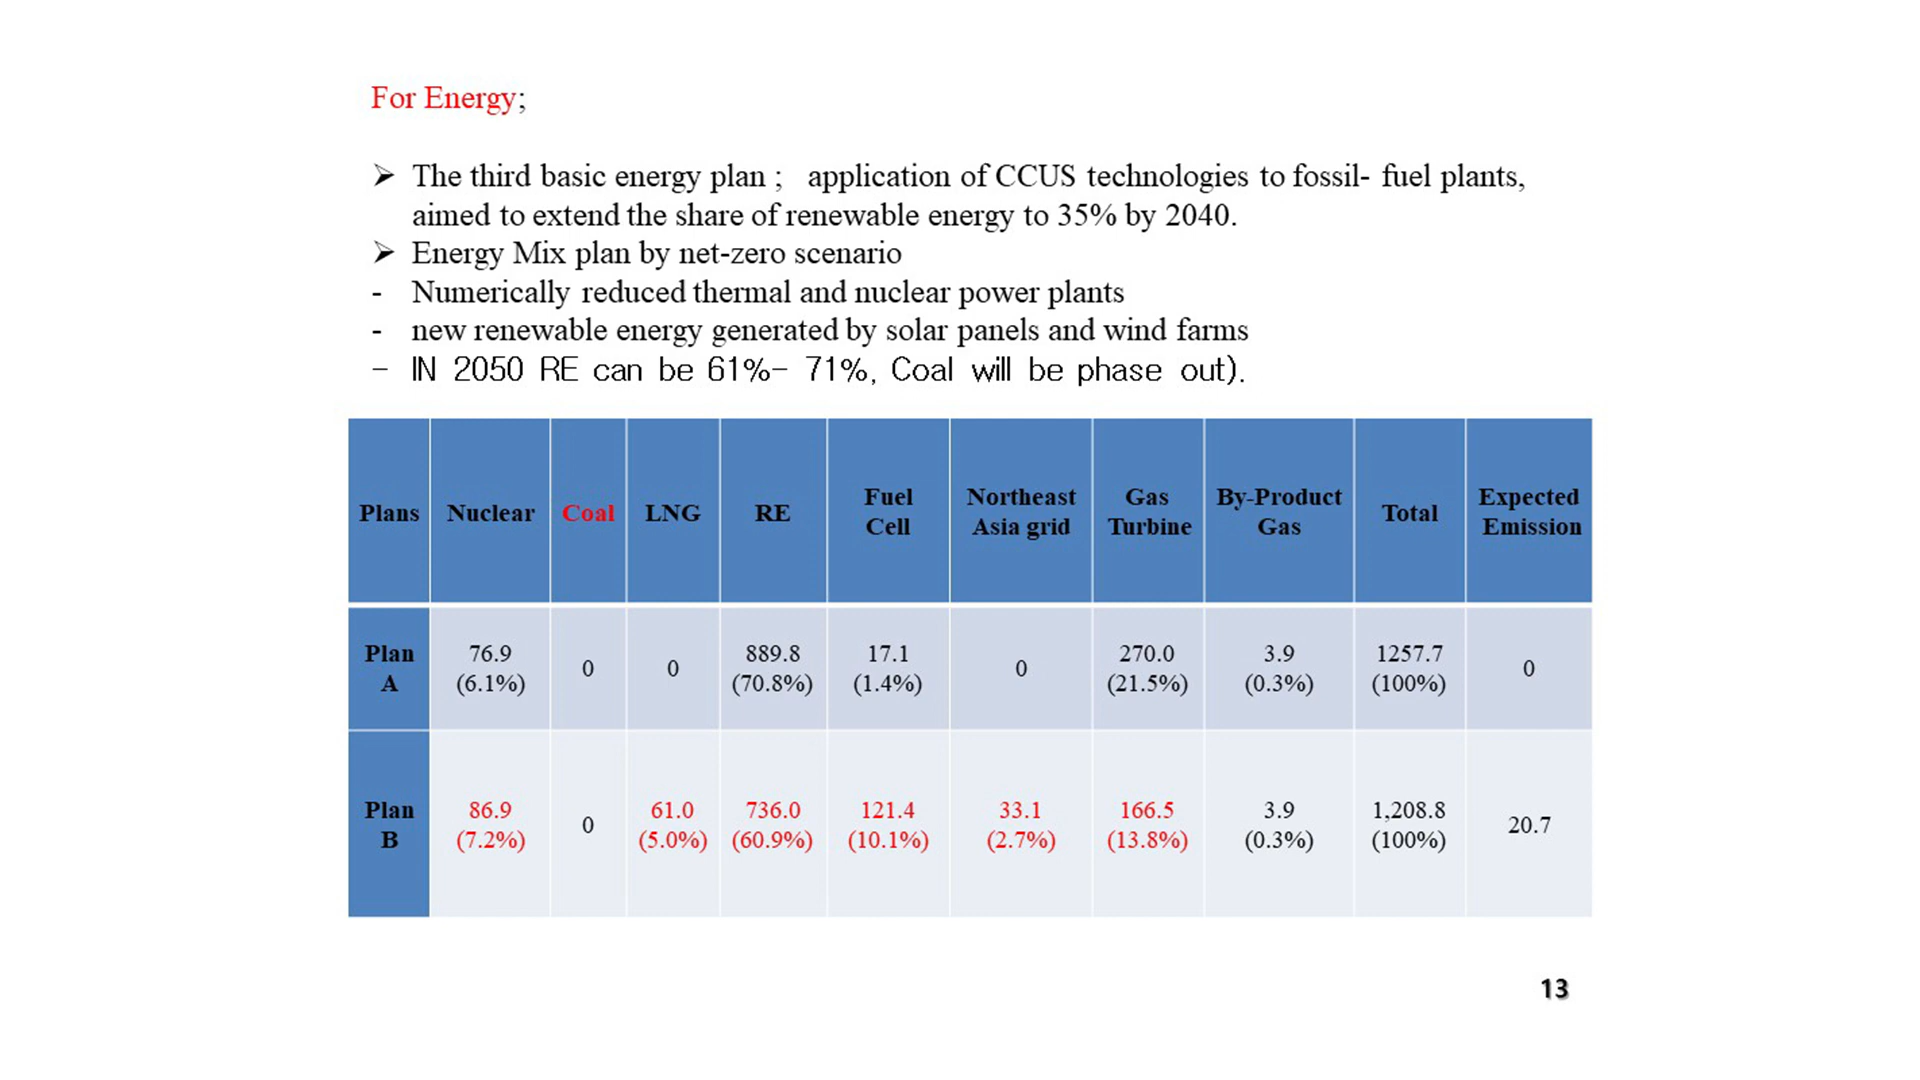 For Energy;
➢ The third basic energy plan ; application of CCUS technologies to fossil- fuel plants,
aimed to extend the share of renewable energy to 35% by 2040.
➢ Energy Mix plan by net-zero scenario
- Numerically reduced thermal and nuclear power plants
- new renewable energy generated by solar panels and wind farms
- IN 2050 RE can be 61%- 71%, Coal will be phase out).
Plans Nuclear Coal LNG RE Fuel Cell Northeast Asia grid Gas Turbine By-Product Gas Total Expected Emission
Plan A 76.9 (6.1%) 0 0 889.8 (70.8%) 17.1 (1.4%) 0 270.0 (21.5%) 3.9 (0.3%) 1257.7 (100%) 0
Plan B 86.9 (7.2%) 0 61.0 (5.0%) 736.0 (60.9%) 121.4 (10.1%) 33.1 (2.7%) 166.5 (13.8%) 3.9 (0.3%) 1,208.8 (100%) 20.7
13